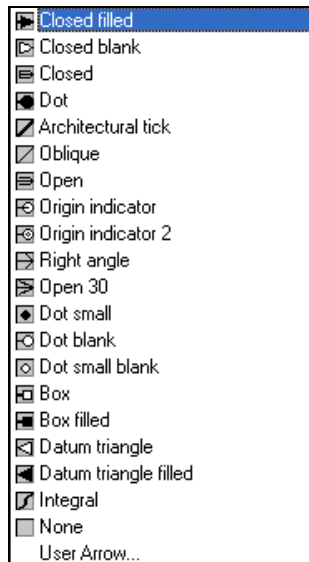 Closed filled
Closed blank
Closed
Dot
Architectural tick
Oblique
Open
Origin indicator
Origin indicator 2
Right angle
Open 30
Dot small
Dot blank
Dot small blank
Box
Box filled
Datum triangle
Datum triangle filled
Integral
None
User Arrow...